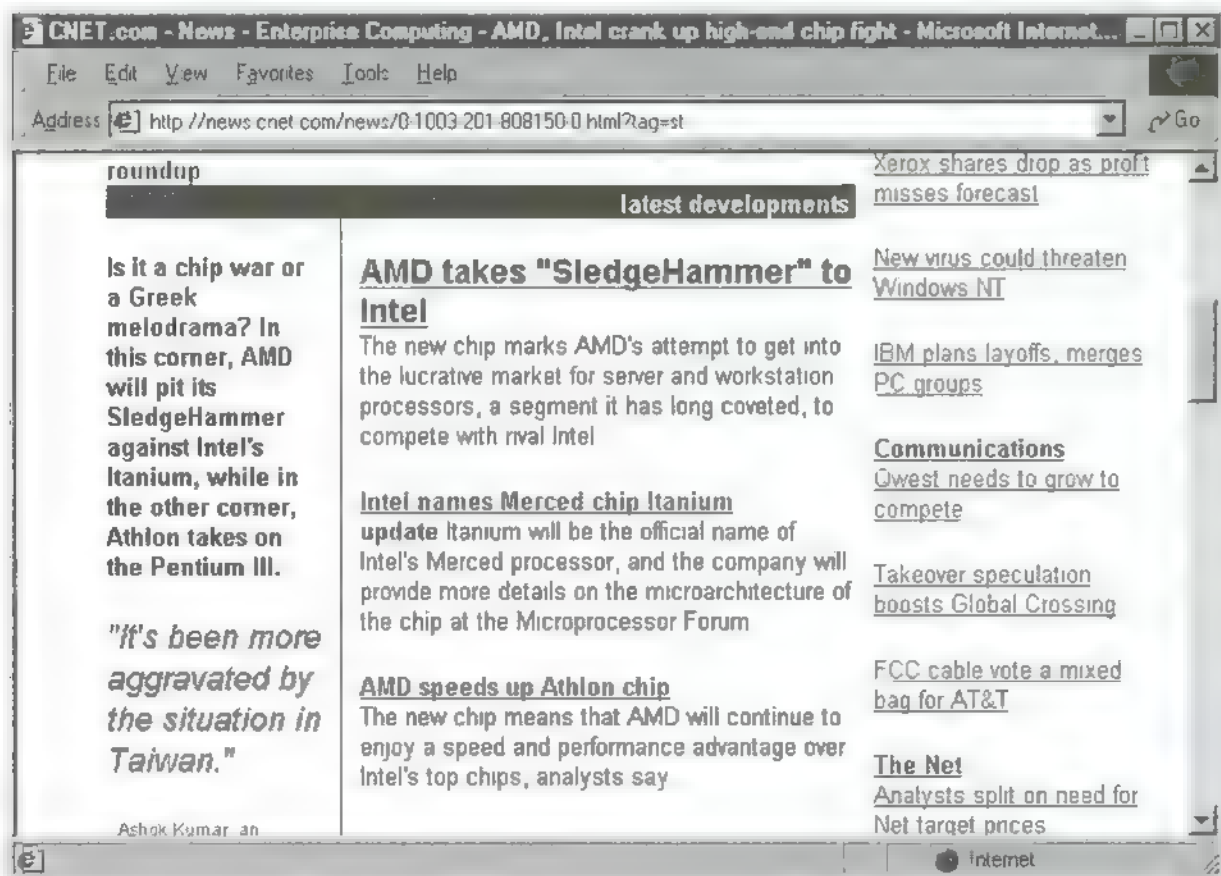 CNET.com - News - Enterprise Computing - AMD, Intel crank up high-end chip fight - Microsoft Internet...
File Edit View Favorites Tools Help
Address http //news cnet com/news/0-1003-201-808150-0 html?tag=st Go
roundup
latest developments
Is it a chip war or
a Greek
melodrama? In
this corner, AMD
will pit its
SledgeHammer
against Intel's
Itanium, while in
the other corner,
Athlon takes on
the Pentium III.
"It's been more
aggravated by
the situation in
Taiwan."
Ashok Kumar an
AMD takes "SledgeHammer" to
Intel
The new chip marks AMD's attempt to get into
the lucrative market for server and workstation
processors, a segment it has long coveted, to
compete with rival Intel
Intel names Merced chip Itanium
update Itanium will be the official name of
Intel's Merced processor, and the company will
provide more details on the microarchitecture of
the chip at the Microprocessor Forum
AMD speeds up Athlon chip
The new chip means that AMD will continue to
enjoy a speed and performance advantage over
Intel's top chips, analysts say
Xerox shares drop as profit
misses forecast
New virus could threaten
Windows NT
IBM plans layoffs, merges
PC groups
Communications
Qwest needs to grow to
compete
Takeover speculation
boosts Global Crossing
FCC cable vote a mixed
bag for AT&T
The Net
Analysts split on need for
Net target prices
Internet